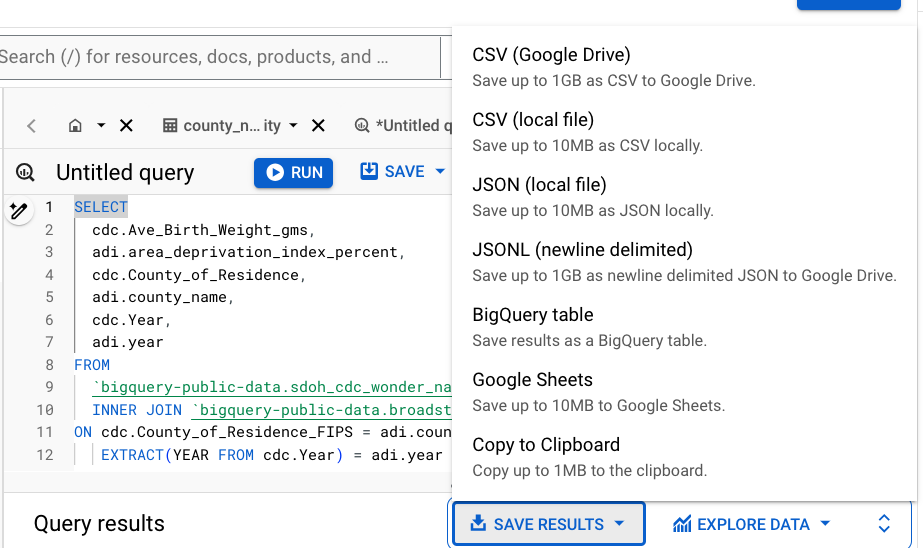 Search (/) for resources, docs, products, and ...
county_n... ity
*Untitled q
Untitled query
RUN
SAVE
1 SELECT
2 cdc.Ave_Birth_Weight_gms,
3 adi.area_deprivation_index_percent,
4 cdc.County_of_Residence,
5 adi.county_name,
6 cdc.Year,
7 adi.year
8 FROM
9 `bigquery-public-data.sdoh_cdc_wonder_na
10 INNER JOIN `bigquery-public-data.broadst
11 ON cdc.County_of_Residence_FIPS = adi.coun
12 EXTRACT(YEAR FROM cdc.Year) = adi.year
CSV (Google Drive)
Save up to 1GB as CSV to Google Drive.
CSV (local file)
Save up to 10MB as CSV locally.
JSON (local file)
Save up to 10MB as JSON locally.
JSONL (newline delimited)
Save up to 1GB as newline delimited JSON to Google Drive.
BigQuery table
Save results as a BigQuery table.
Google Sheets
Save up to 10MB to Google Sheets.
Copy to Clipboard
Copy up to 1MB to the clipboard.
Query results
SAVE RESULTS
EXPLORE DATA